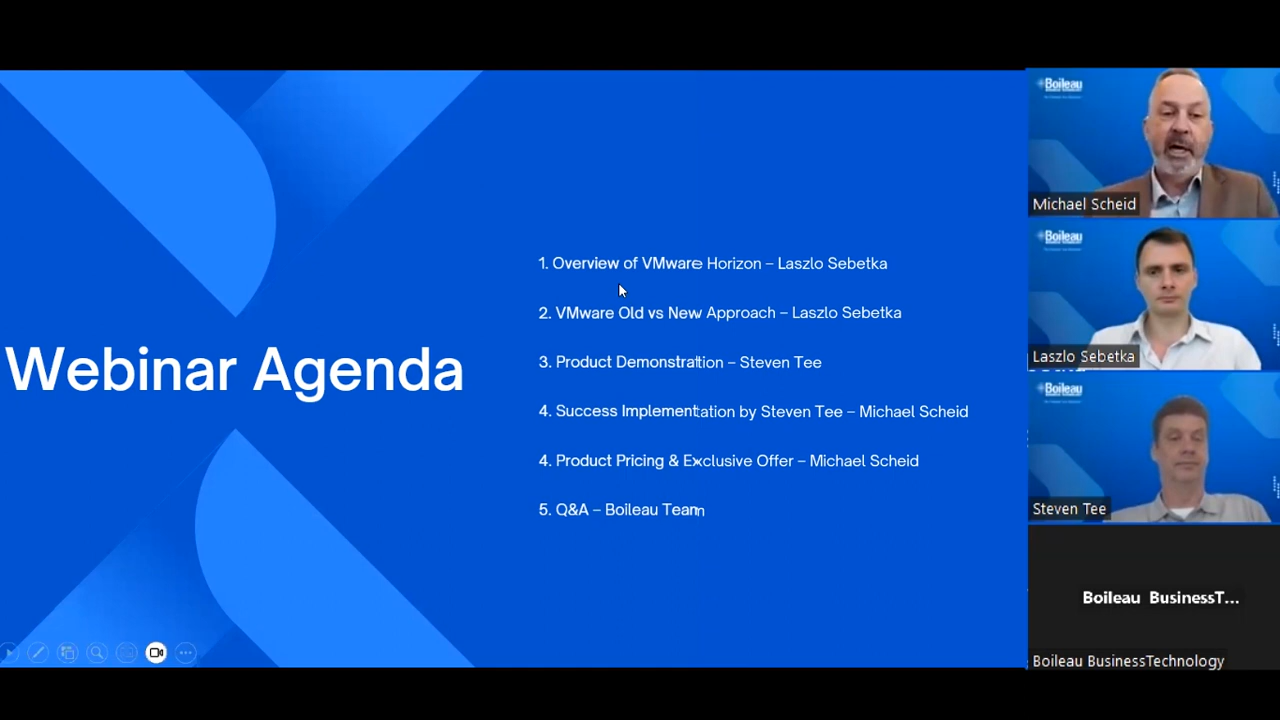 Webinar Agenda
1. Overview of VMware Horizon – Laszlo Sebetka
2. VMware Old vs New Approach – Laszlo Sebetka
3. Product Demonstration – Steven Tee
4. Success Implementation by Steven Tee – Michael Scheid
4. Product Pricing & Exclusive Offer – Michael Scheid
5. Q&A – Boileau Team
Boileau
Michael Scheid
Boileau
Laszlo Sebetka
Boileau
Steven Tee
Boileau BusinessT...
Boileau BusinessTechnology